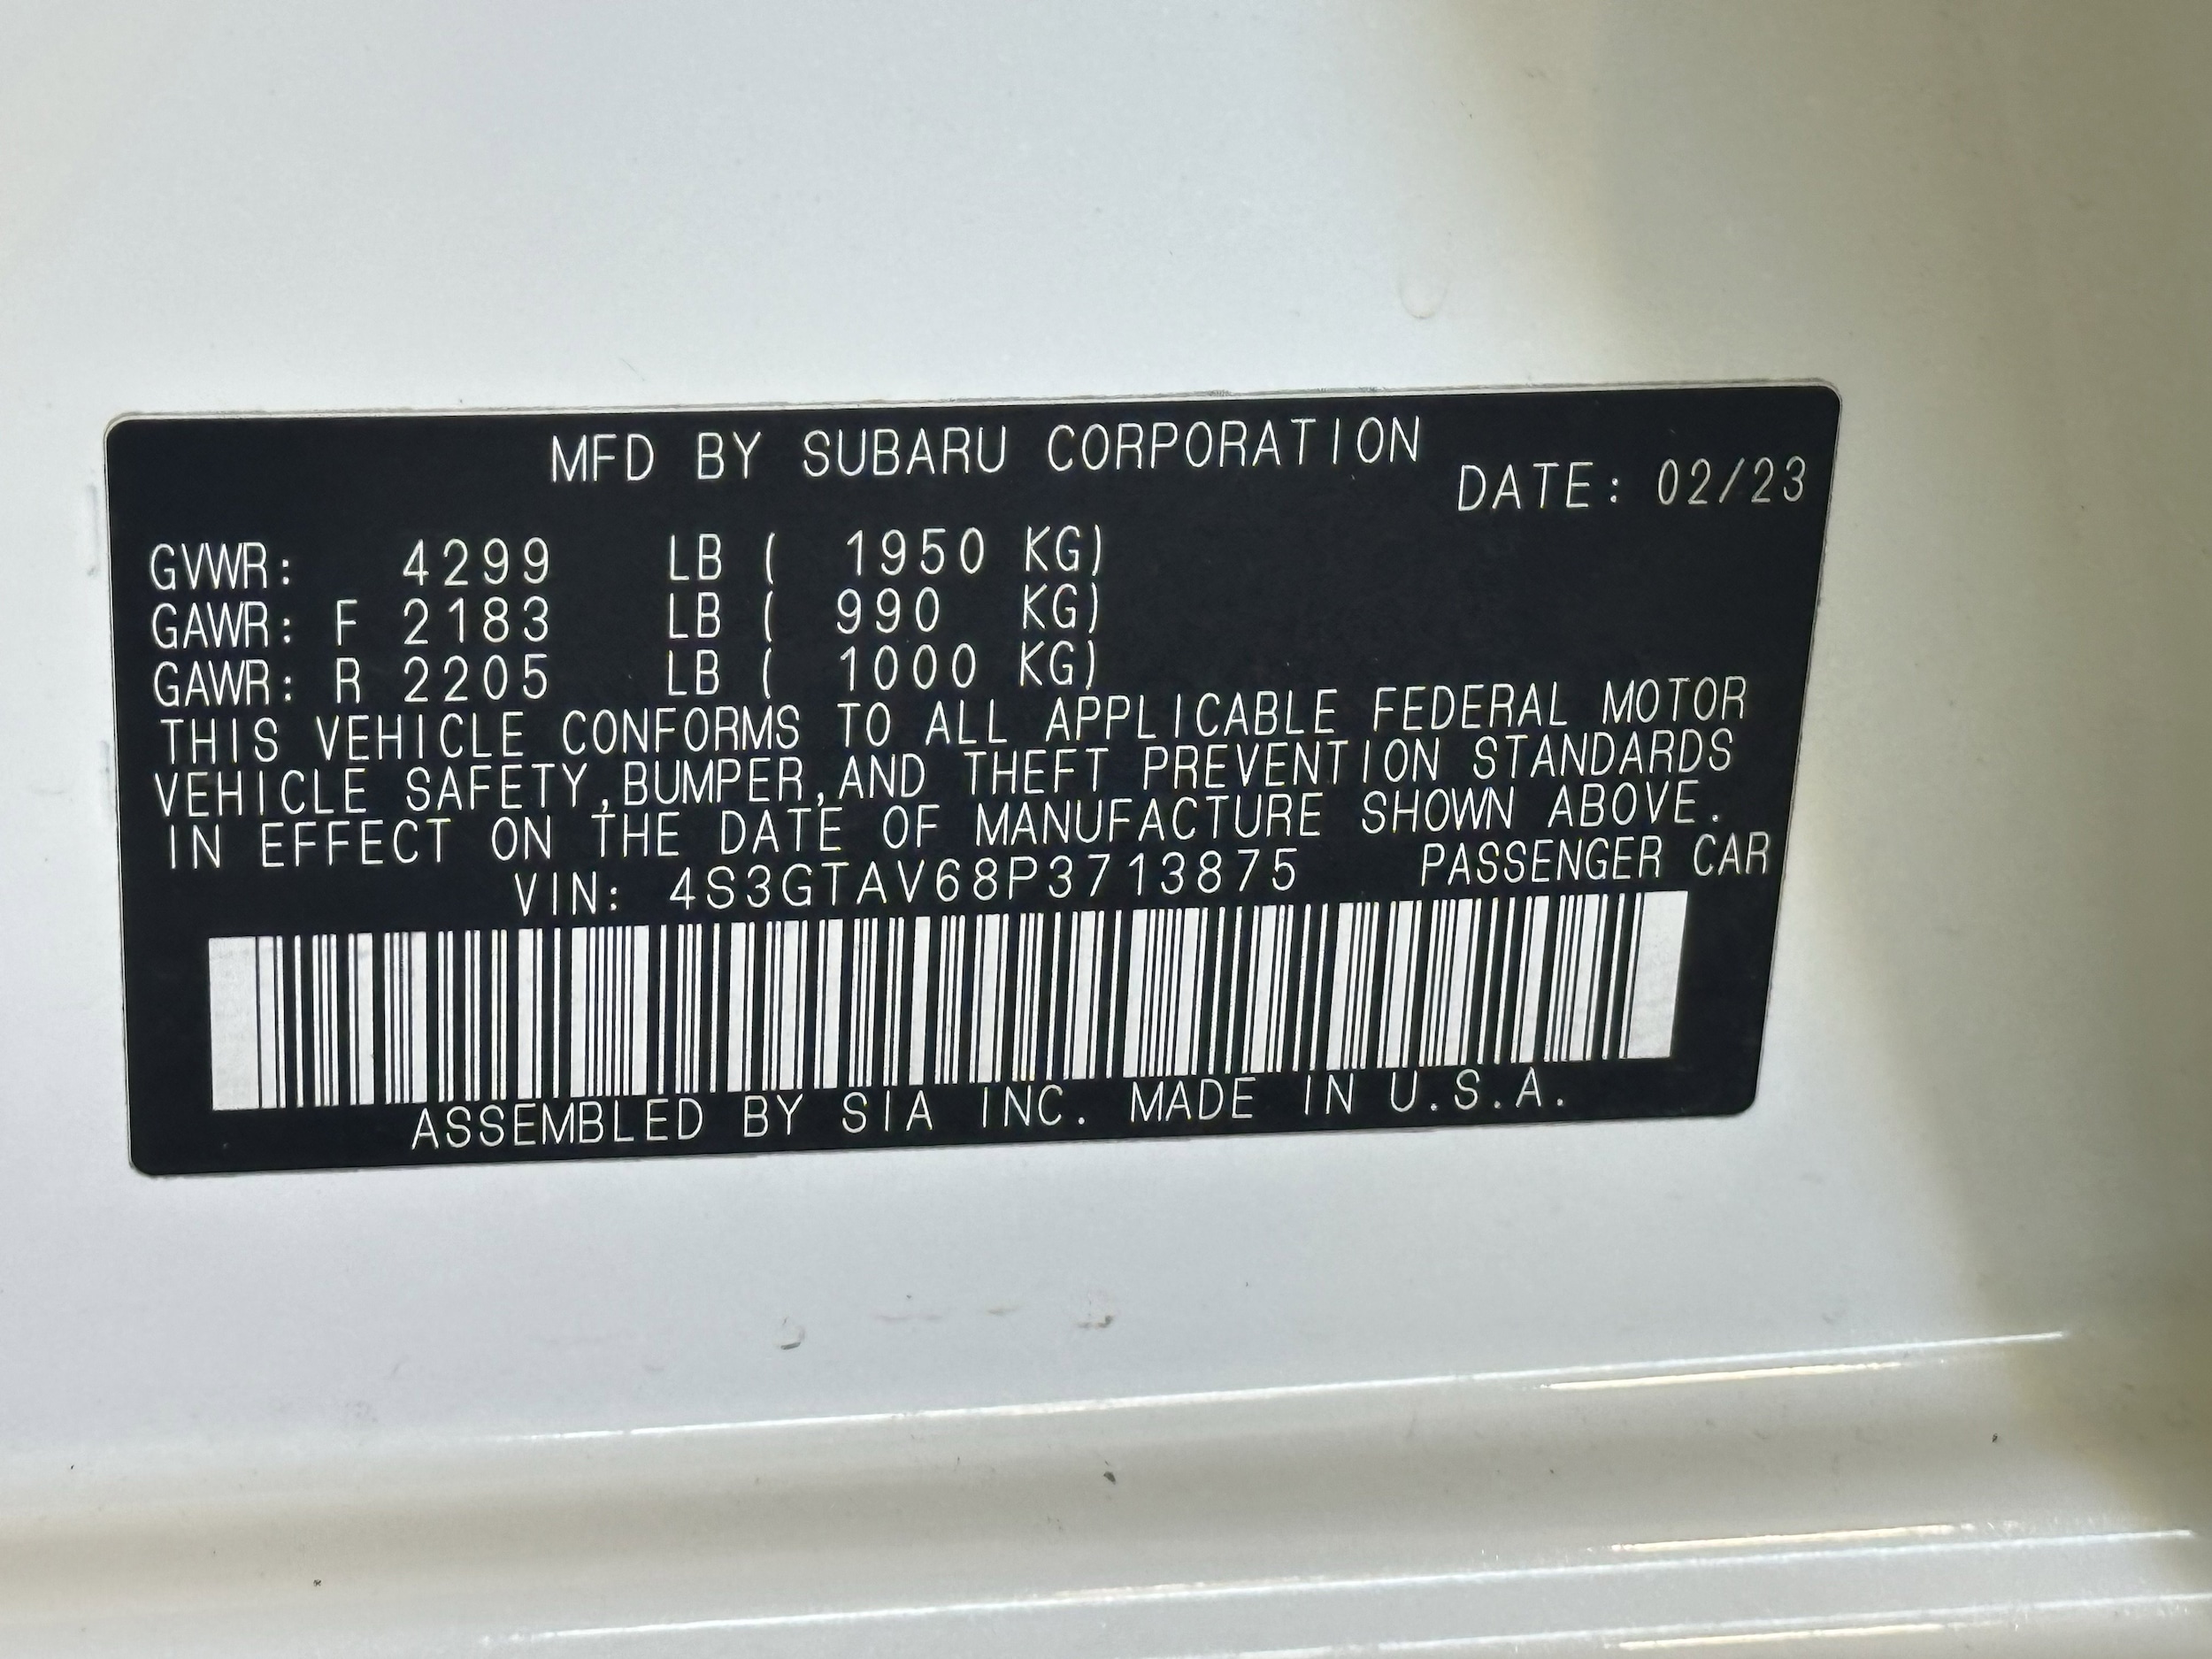 MFD BY SUBARU CORPORATION
DATE: 02/23
GVWR: 4299 LB ( 1950 KG)
GAWR: F 2183 LB ( 990 KG)
GAWR: R 2205 LB ( 1000 KG)
THIS VEHICLE CONFORMS TO ALL APPLICABLE FEDERAL MOTOR
VEHICLE SAFETY,BUMPER,AND THEFT PREVENTION STANDARDS
IN EFFECT ON THE DATE OF MANUFACTURE SHOWN ABOVE.
VIN: 4S3GTAV68P3713875 PASSENGER CAR
ASSEMBLED BY SIA INC. MADE IN U.S.A.